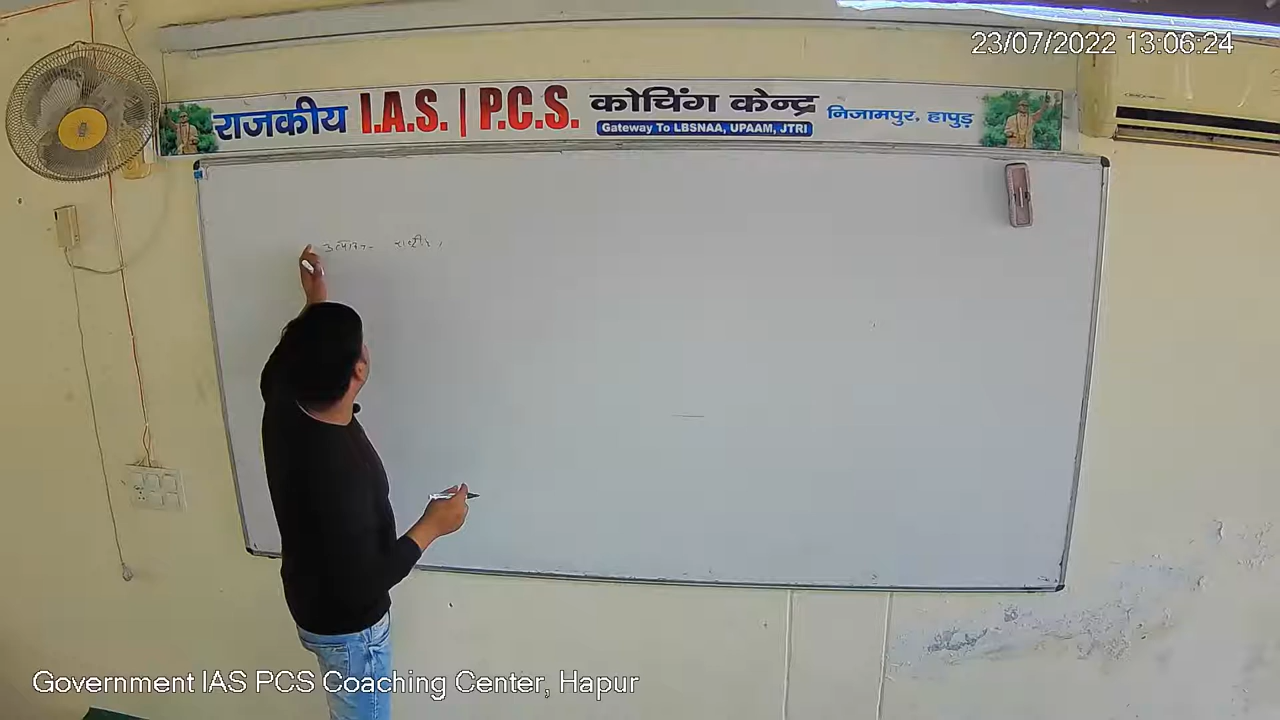 23/07/2022 13:06:24
राजकीय I.A.S. | P.C.S. कोचिंग केन्द्र निजामपुर, हापुड़
Gateway To LBSNAA, UPAAM, JTRI
Government IAS PCS Coaching Center, Hapur